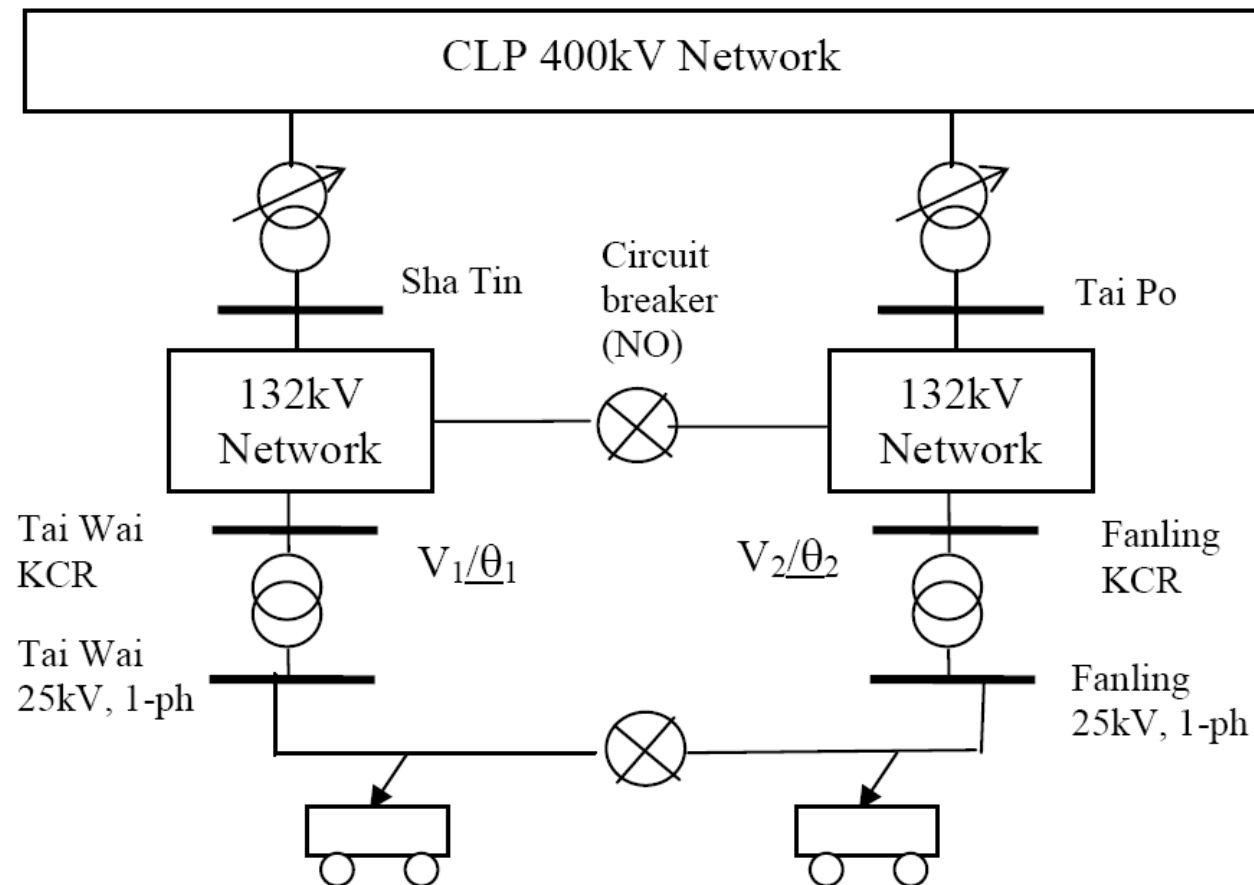 CLP 400kV Network
Sha Tin
Circuit
breaker
(NO)
Tai Po
132kV
Network
132kV
Network
Tai Wai
KCR
V₁/θ₁
V₂/θ₂
Fanling
KCR
Tai Wai
25kV, 1-ph
Fanling
25kV, 1-ph